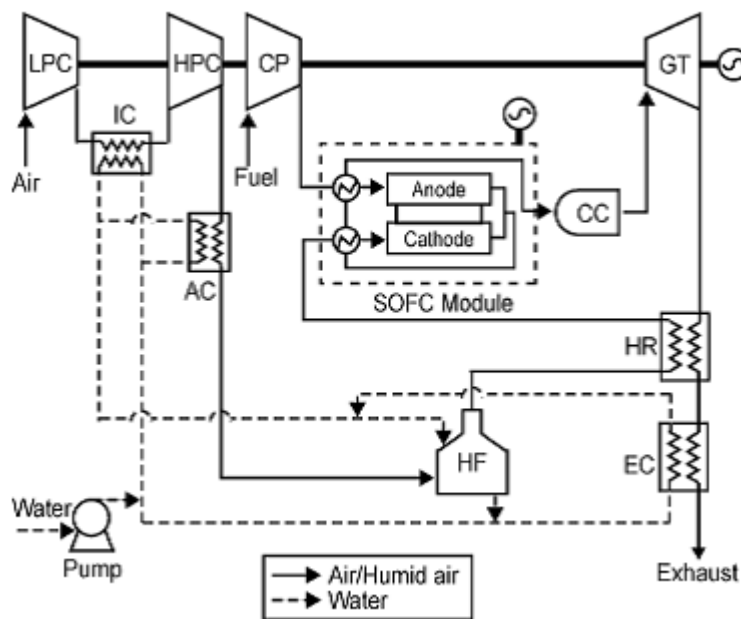 LPC
HPC
CP
GT
IC
Air
Fuel
Anode
Cathode
CC
SOFC Module
AC
HR
HF
EC
Water
Pump
Exhaust
Air/Humid air
Water